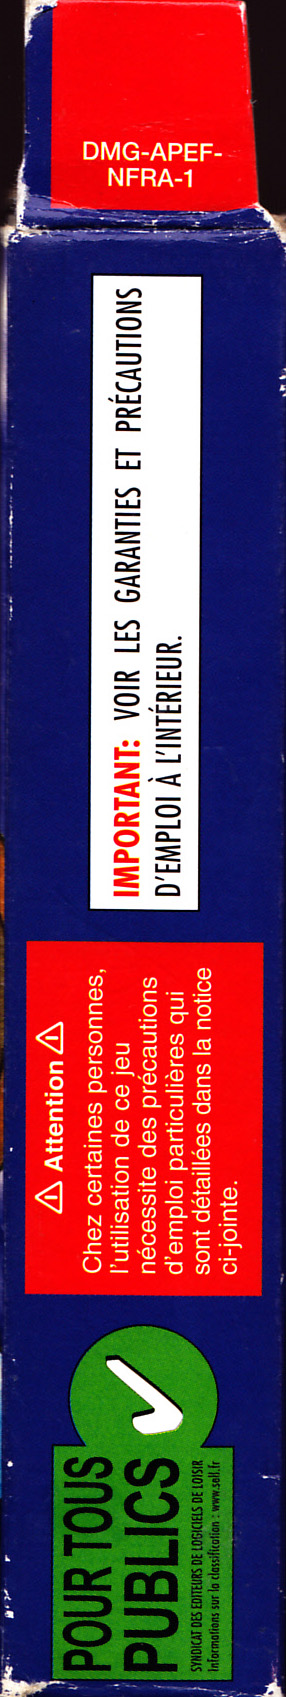 DMG-APEF-
NFRA-1
IMPORTANT: VOIR LES GARANTIES ET PRÉCAUTIONS
D'EMPLOI À L'INTÉRIEUR.
⚠ Attention ⚠
Chez certaines personnes,
l'utilisation de ce jeu
nécessite des précautions
d'emploi particulières qui
sont détaillées dans la notice
ci-jointe.
POUR TOUS
PUBLICS
SYNDICAT DES EDITEURS DE LOGICIELS DE LOISIR
Informations sur la classification : www.sell.fr